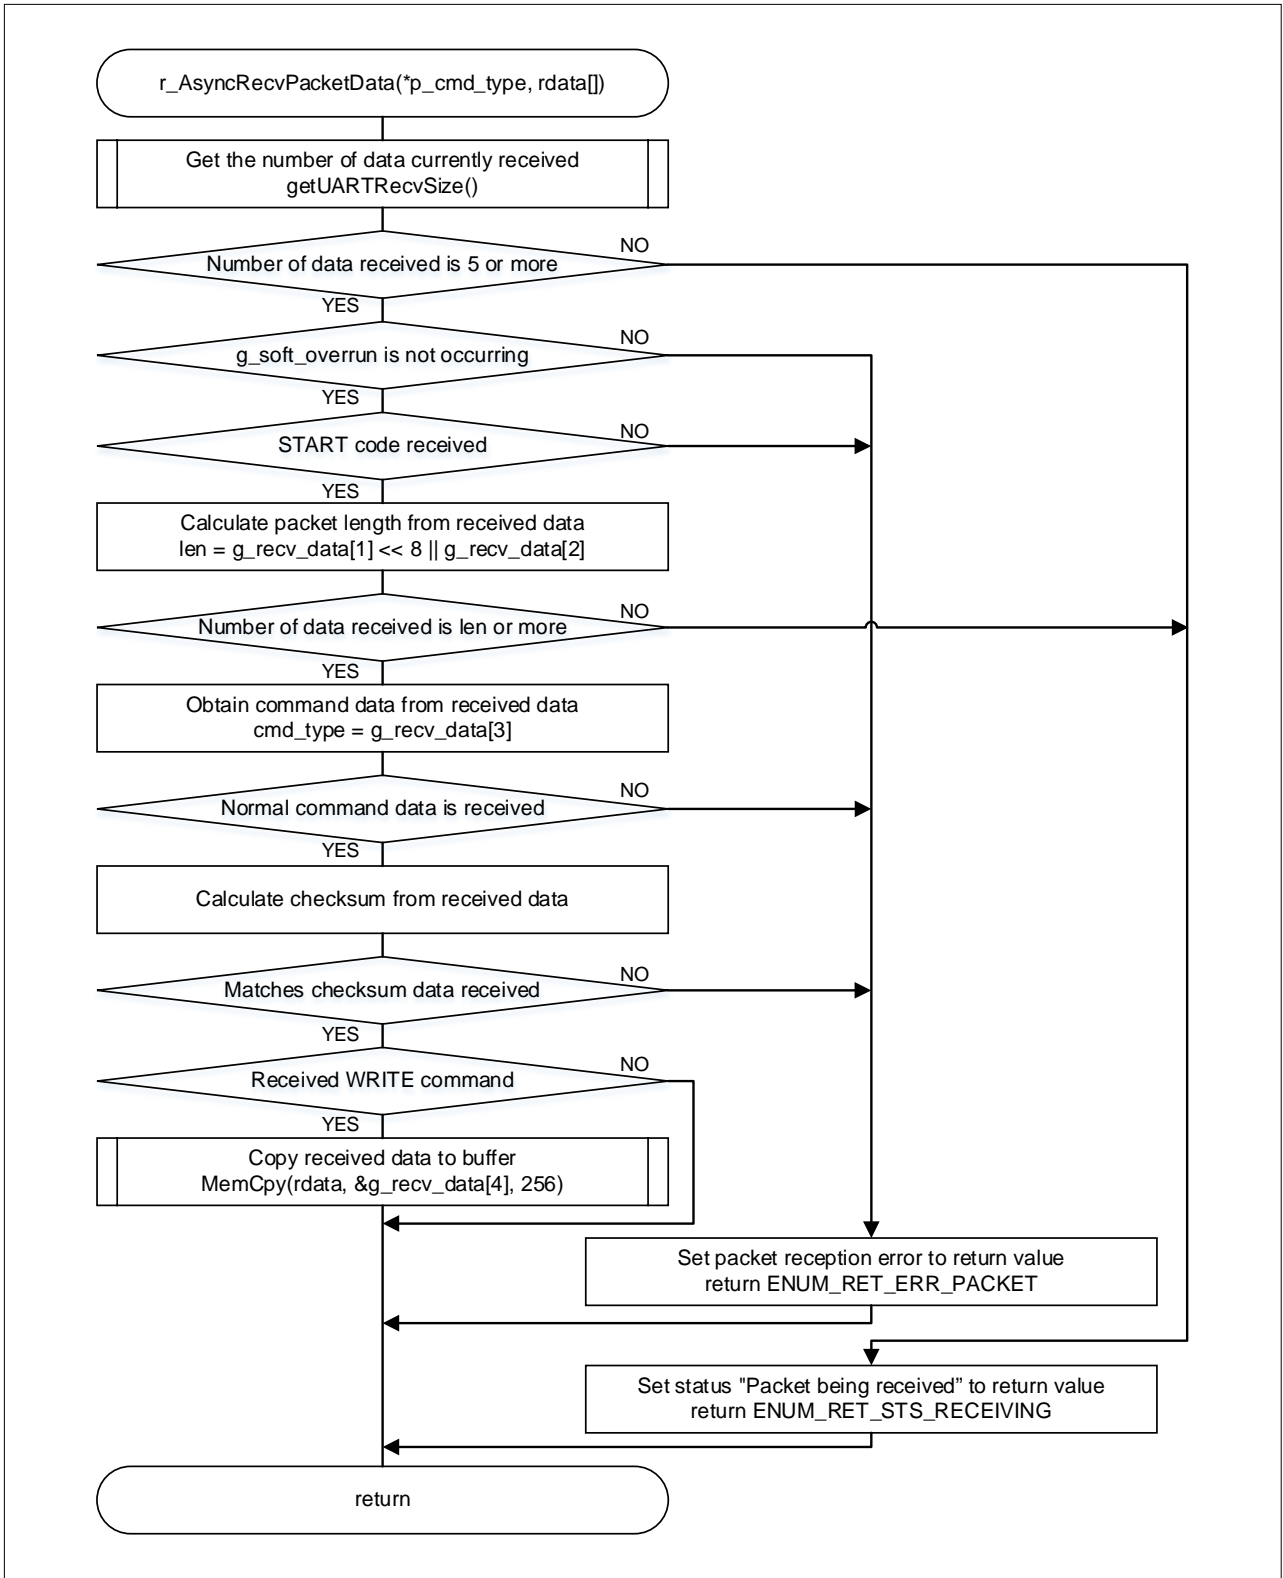 r_AsyncRecvPacketData(*p_cmd_type, rdata[])
Get the number of data currently received
getUARTRecvSize()
Number of data received is 5 or more
NO
YES
g_soft_overrun is not occurring
NO
YES
START code received
NO
YES
Calculate packet length from received data
len = g_recv_data[1] << 8 || g_recv_data[2]
Number of data received is len or more
NO
YES
Obtain command data from received data
cmd_type = g_recv_data[3]
Normal command data is received
NO
YES
Calculate checksum from received data
Matches checksum data received
NO
YES
Received WRITE command
NO
YES
Copy received data to buffer
MemCpy(rdata, &g_recv_data[4], 256)
Set packet reception error to return value
return ENUM_RET_ERR_PACKET
Set status "Packet being received” to return value
return ENUM_RET_STS_RECEIVING
return